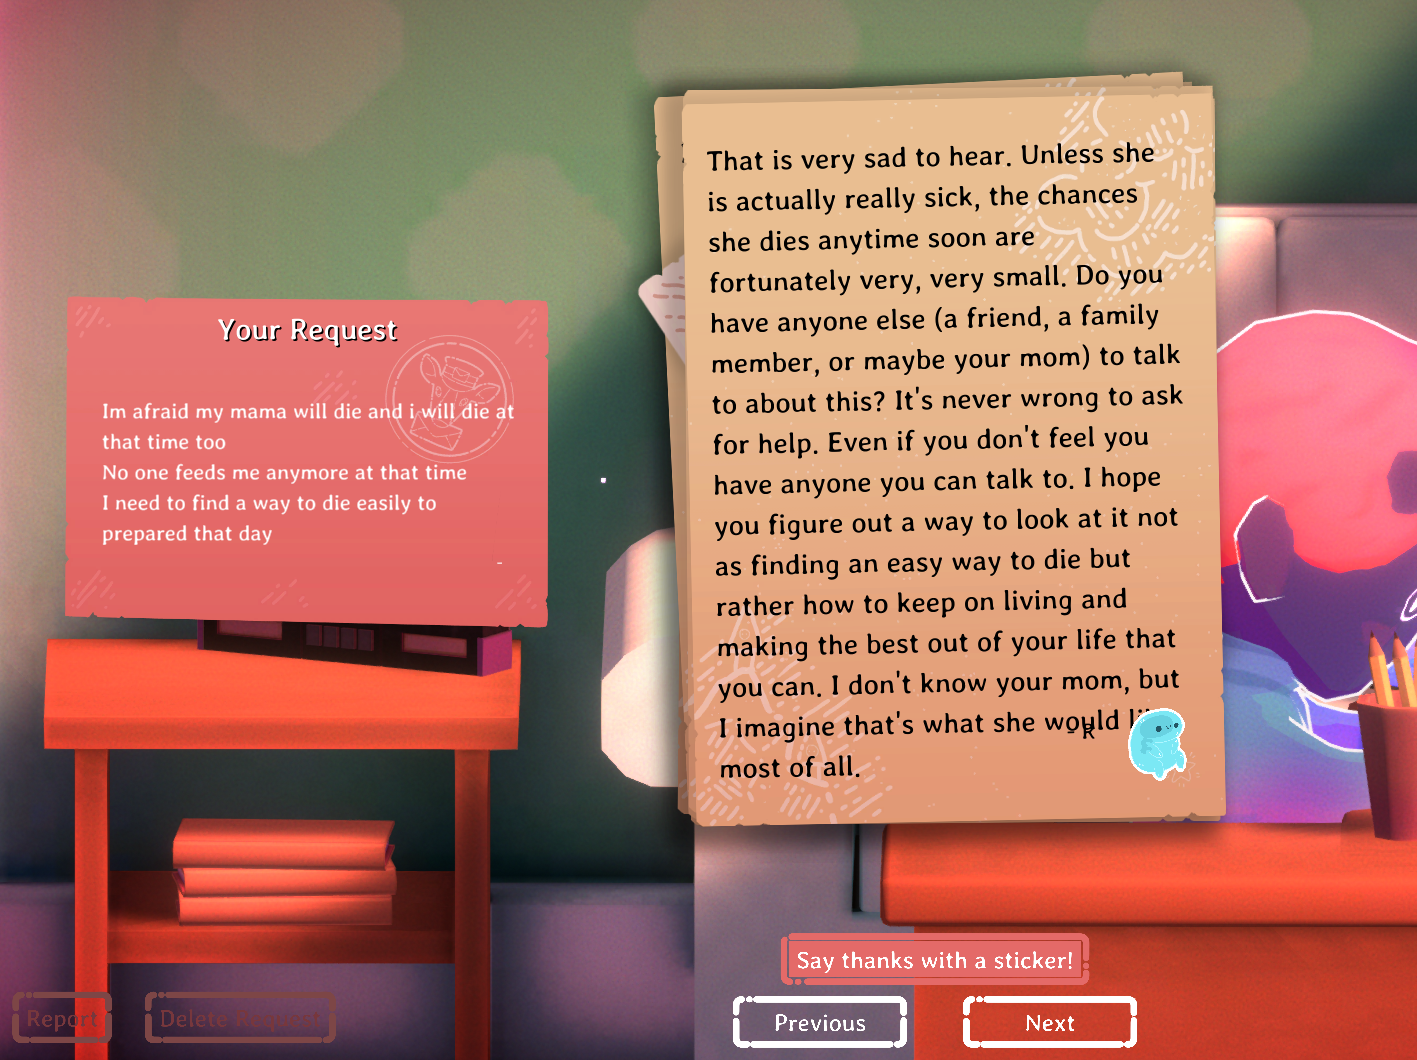 Your Request
Im afraid my mama will die and i will die at
that time too
No one feeds me anymore at that time
I need to find a way to die easily to
prepared that day
That is very sad to hear. Unless she
is actually really sick, the chances
she dies anytime soon are
fortunately very, very small. Do you
have anyone else (a friend, a family
member, or maybe your mom) to talk
to about this? It's never wrong to ask
for help. Even if you don't feel you
have anyone you can talk to. I hope
you figure out a way to look at it not
as finding an easy way to die but
rather how to keep on living and
making the best out of your life that
you can. I don't know your mom, but
I imagine that's what she would
most of all.
- R
Say thanks with a sticker!
Report
Delete Request
Previous
Next